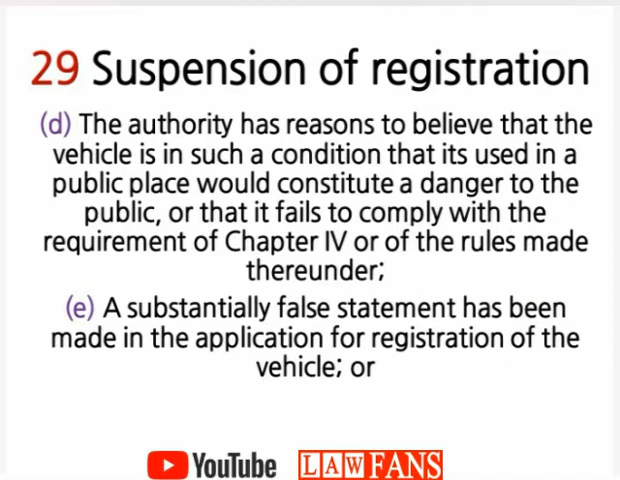 29 Suspension of registration
(d) The authority has reasons to believe that the
vehicle is in such a condition that its used in a
public place would constitute a danger to the
public, or that it fails to comply with the
requirement of Chapter IV or of the rules made
thereunder;
(e) A substantially false statement has been
made in the application for registration of the
vehicle; or
YouTube LAWFANS